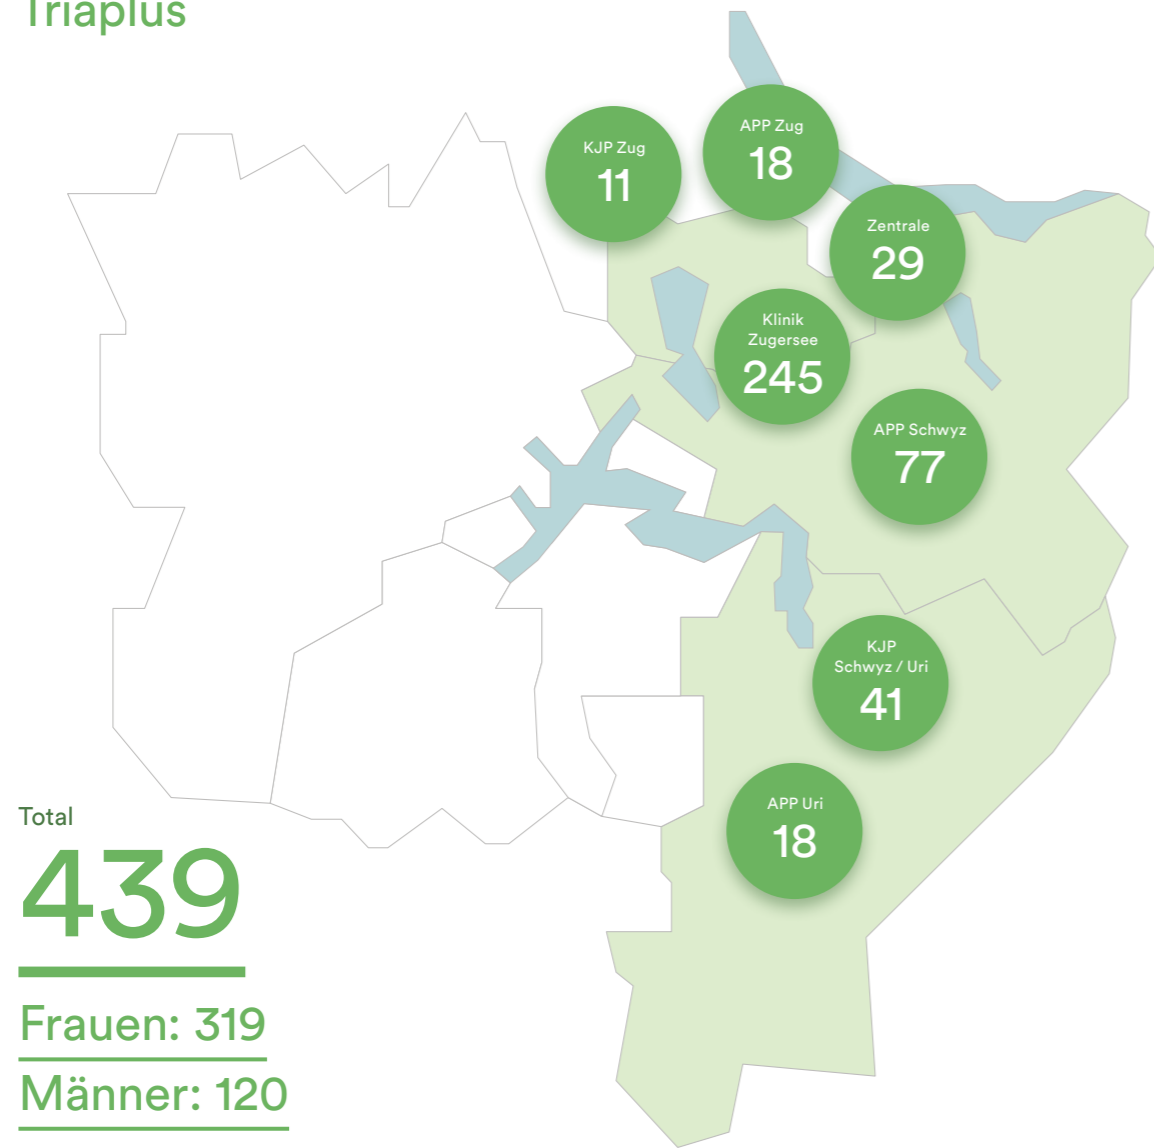 Triaplus
KJP Zug
11
APP Zug
18
Zentrale
29
Klinik
Zugersee
245
APP Schwyz
77
KJP
Schwyz / Uri
41
APP Uri
18
Total
439
Frauen: 319
Männer: 120